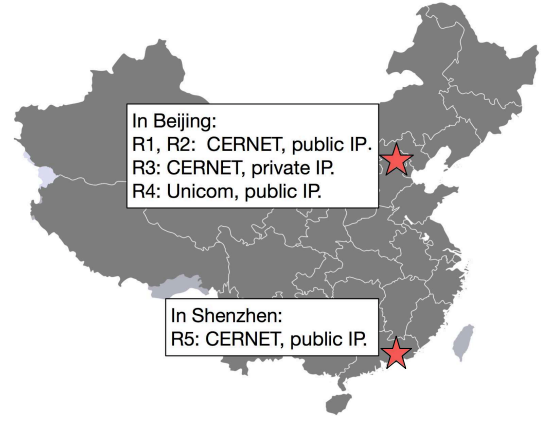 In Beijing:
R1, R2:  CERNET, public IP.
R3: CERNET, private IP.
R4: Unicom, public IP.
In Shenzhen:
R5: CERNET, public IP.